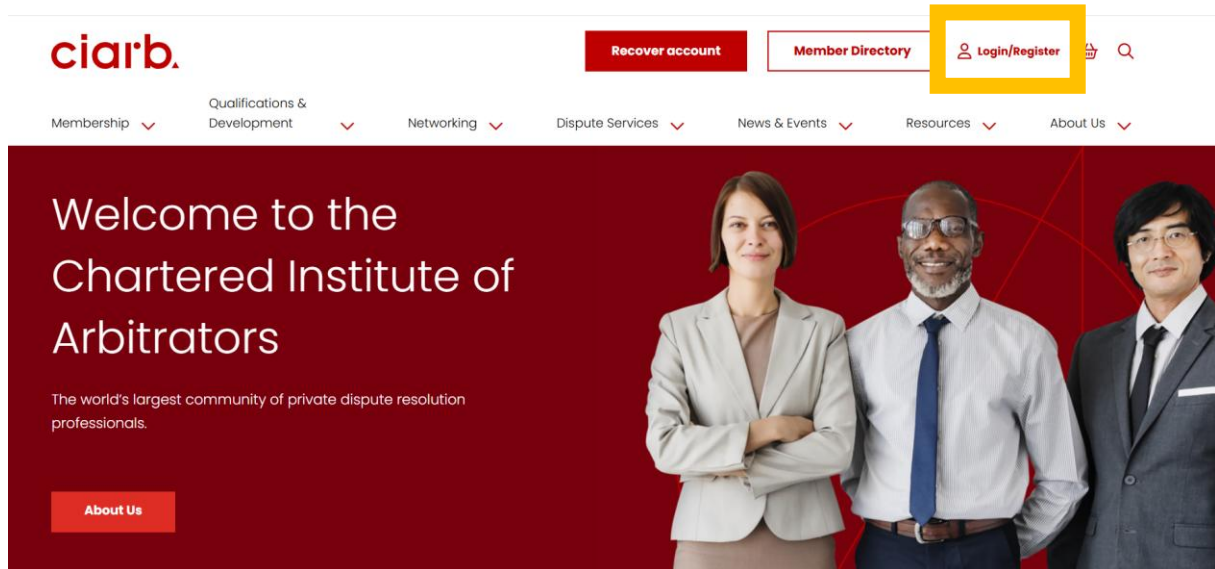 ciarb.
Recover account
Member Directory
Login/Register
Membership
Qualifications &
Development
Networking
Dispute Services
News & Events
Resources
About Us
Welcome to the
Chartered Institute of
Arbitrators
The world's largest community of private dispute resolution
professionals.
About Us